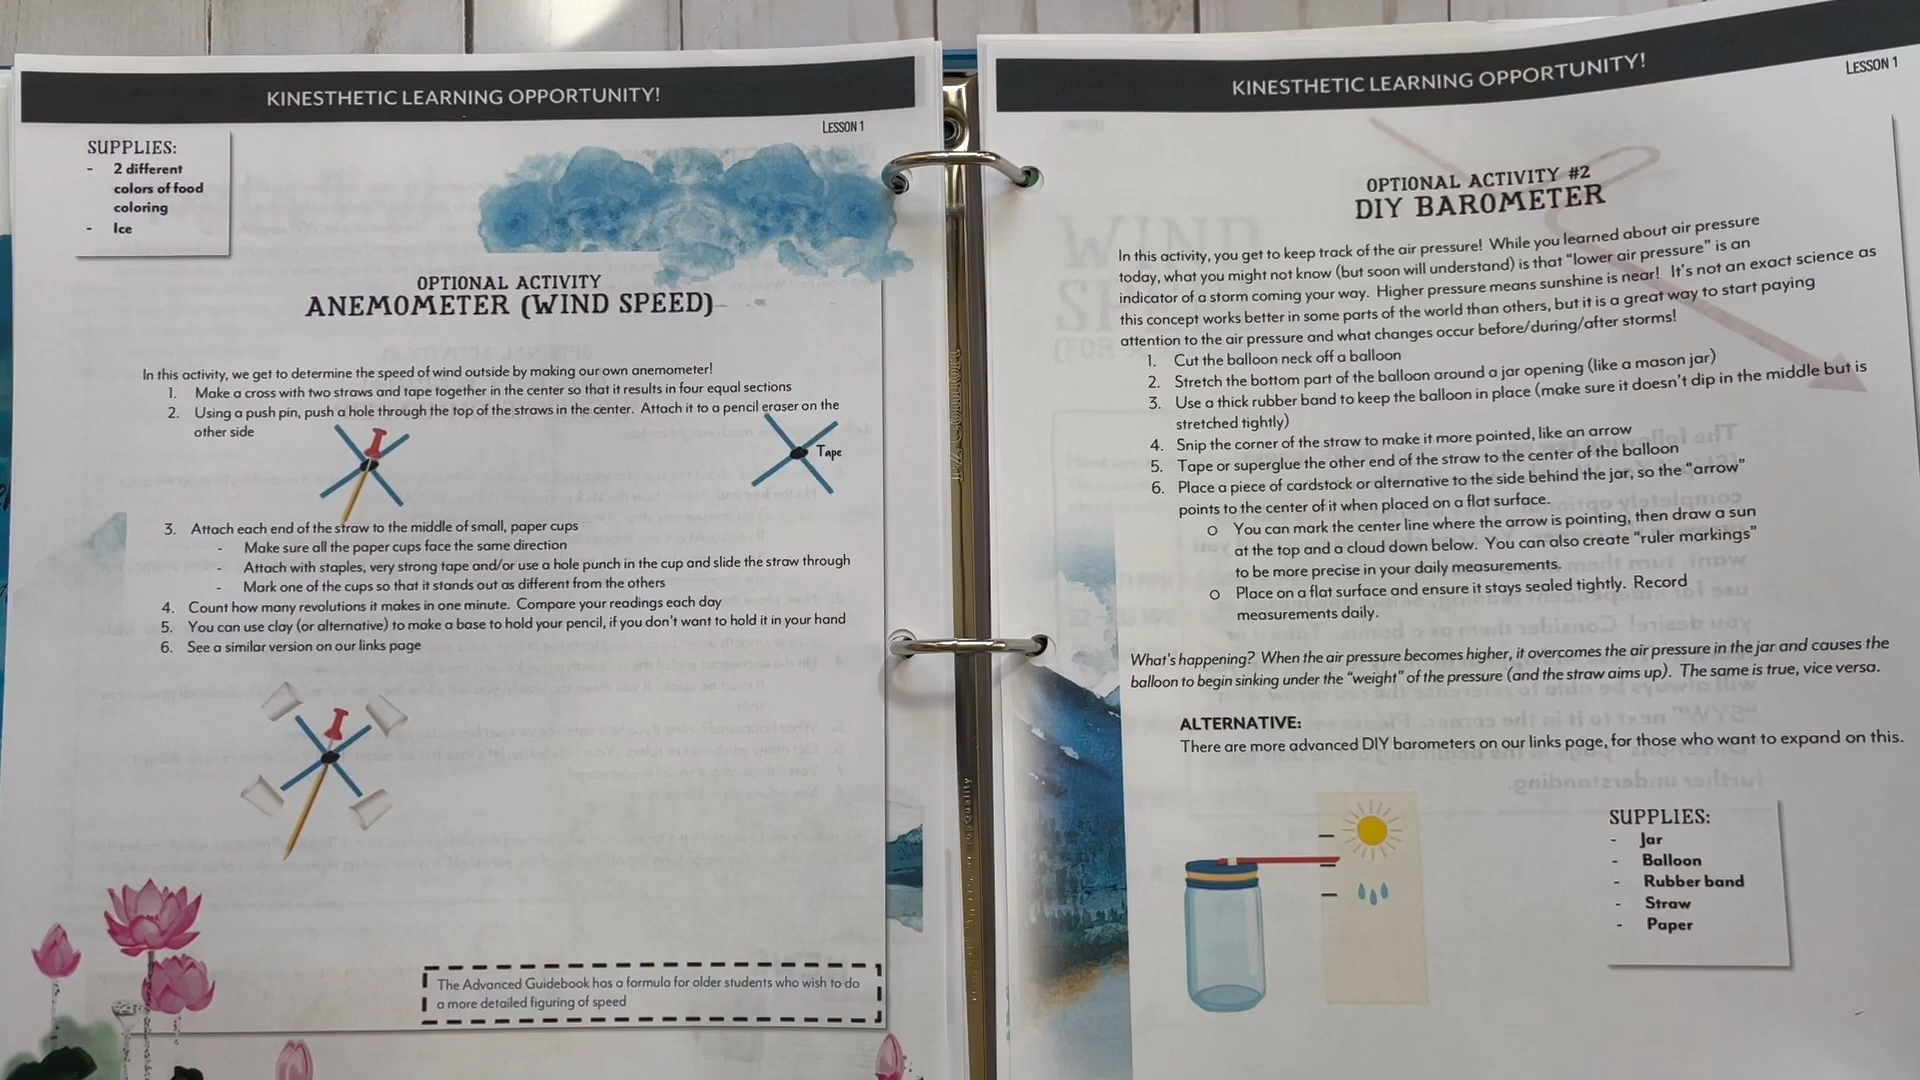 KINESTHETIC LEARNING OPPORTUNITY!
LESSON 1
SUPPLIES:
- 2 different
colors of food
coloring
- Ice
OPTIONAL ACTIVITY
ANEMOMETER (WIND SPEED)
In this activity, we get to determine the speed of wind outside by making our own anemometer!
1. Make a cross with two straws and tape together in the center so that it results in four equal sections
2. Using a push pin, push a hole through the top of the straws in the center. Attach it to a pencil eraser on the
other side
Tape
3. Attach each end of the straw to the middle of small, paper cups
- Make sure all the paper cups face the same direction
- Attach with staples, very strong tape and/or use a hole punch in the cup and slide the straw through
- Mark one of the cups so that it stands out as different from the others
4. Count how many revolutions it makes in one minute. Compare your readings each day
5. You can use clay (or alternative) to make a base to hold your pencil, if you don't want to hold it in your hand
6. See a similar version on our links page
The Advanced Guidebook has a formula for older students who wish to do
a more detailed figuring of speed
KINESTHETIC LEARNING OPPORTUNITY!
LESSON 1
OPTIONAL ACTIVITY #2
DIY BAROMETER
In this activity, you get to keep track of the air pressure! While you learned about air pressure
today, what you might not know (but soon will understand) is that "lower air pressure" is an
indicator of a storm coming your way. Higher pressure means sunshine is near! It's not an exact science as
this concept works better in some parts of the world than others, but it is a great way to start paying
attention to the air pressure and what changes occur before/during/after storms!
1. Cut the balloon neck off a balloon
2. Stretch the bottom part of the balloon around a jar opening (like a mason jar)
3. Use a thick rubber band to keep the balloon in place (make sure it doesn't dip in the middle but is
stretched tightly)
4. Snip the corner of the straw to make it more pointed, like an arrow
5. Tape or superglue the other end of the straw to the center of the balloon
6. Place a piece of cardstock or alternative to the side behind the jar, so the "arrow"
points to the center of it when placed on a flat surface.
o You can mark the center line where the arrow is pointing, then draw a sun
at the top and a cloud down below. You can also create "ruler markings"
to be more precise in your daily measurements.
o Place on a flat surface and ensure it stays sealed tightly. Record
measurements daily.
What's happening? When the air pressure becomes higher, it overcomes the air pressure in the jar and causes the
balloon to begin sinking under the "weight" of the pressure (and the straw aims up). The same is true, vice versa.
ALTERNATIVE:
There are more advanced DIY barometers on our links page, for those who want to expand on this.
SUPPLIES:
- Jar
- Balloon
- Rubber band
- Straw
- Paper